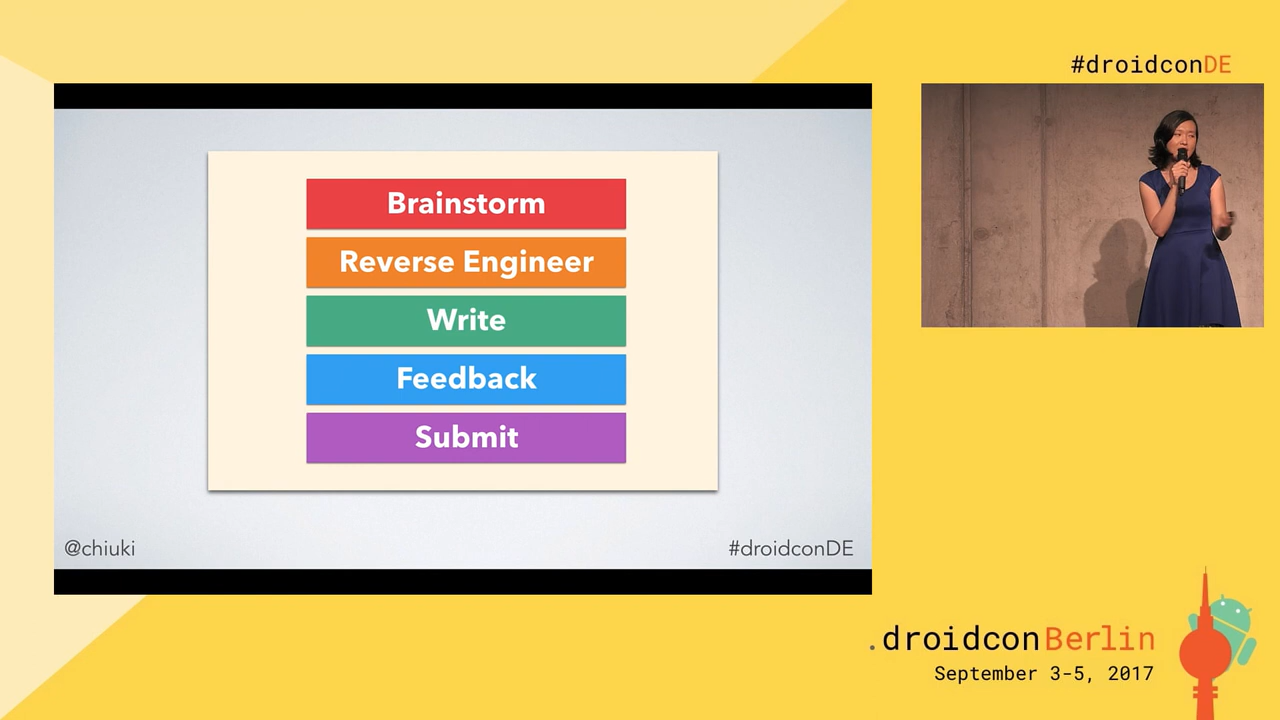 #droidconDE
Brainstorm
Reverse Engineer
Write
Feedback
Submit
@chiuki
#droidconDE
.droidconBerlin
September 3-5, 2017